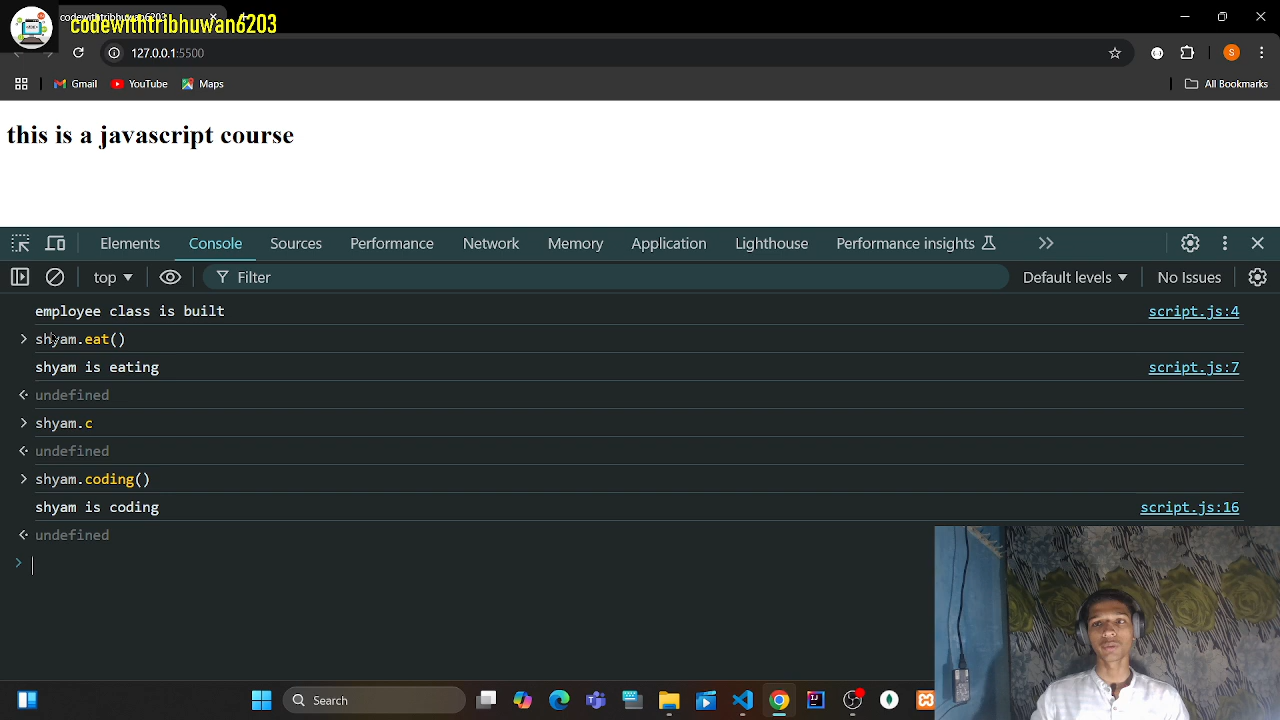 codewithtribhuwan6203
codewithtribhuwan6203
127.0.0.1:5500
Gmail
YouTube
Maps
All Bookmarks
this is a javascript course
Elements
Console
Sources
Performance
Network
Memory
Application
Lighthouse
Performance insights
top
Filter
Default levels
No Issues
employee class is built script.js:4
> shyam.eat()
shyam is eating script.js:7
undefined
> shyam.c
undefined
> shyam.coding()
shyam is coding script.js:16
undefined
>
Search